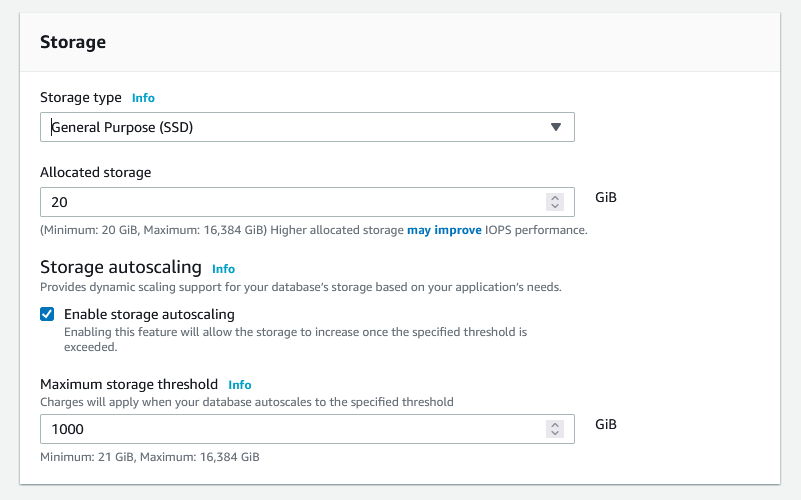 Storage
Storage type Info
General Purpose (SSD)
Allocated storage
20 GiB
(Minimum: 20 GiB, Maximum: 16,384 GiB) Higher allocated storage may improve IOPS performance.
Storage autoscaling Info
Provides dynamic scaling support for your database's storage based on your application's needs.
Enable storage autoscaling
Enabling this feature will allow the storage to increase once the specified threshold is
exceeded.
Maximum storage threshold Info
Charges will apply when your database autoscales to the specified threshold
1000 GiB
Minimum: 21 GiB, Maximum: 16,384 GiB